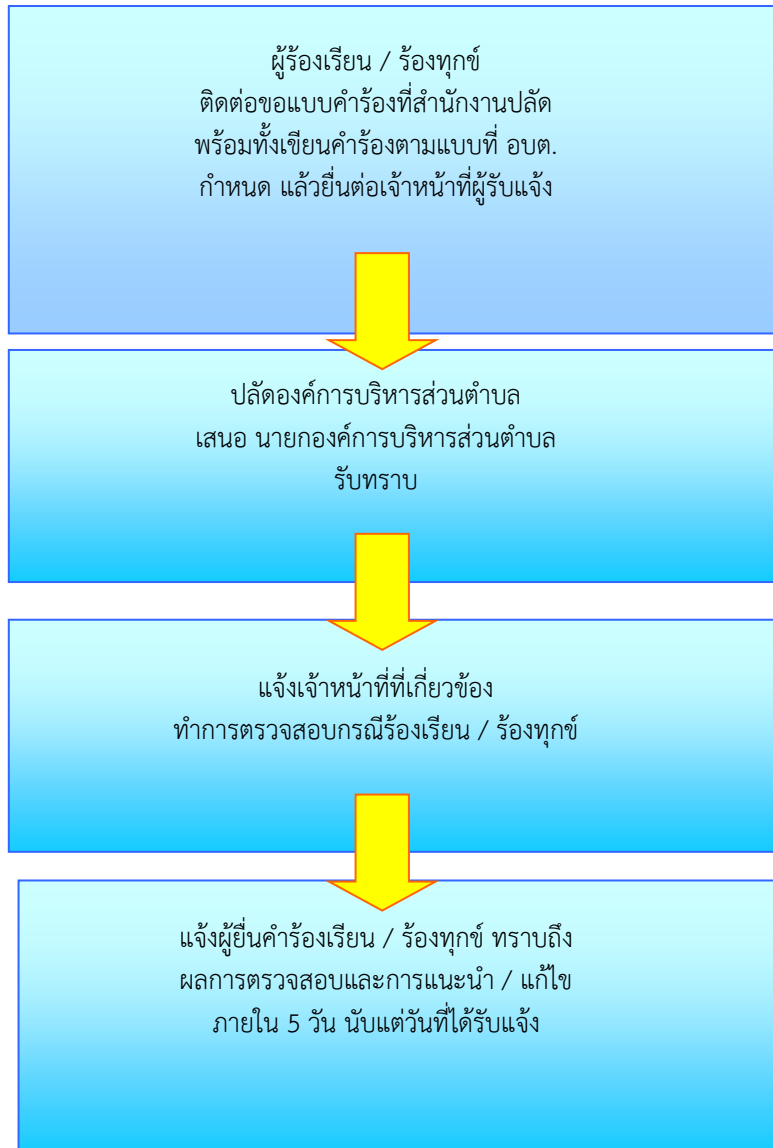 ผู้ร้องเรียน / ร้องทุกข์
ติดต่อขอแบบคำร้องที่สำนักงานปลัด
พร้อมทั้งเขียนคำร้องตามแบบที่ อบต.
กำหนด แล้วยื่นต่อเจ้าหน้าที่ผู้รับแจ้ง
ปลัดองค์การบริหารส่วนตำบล
เสนอ นายกองค์การบริหารส่วนตำบล
รับทราบ
แจ้งเจ้าหน้าที่ที่เกี่ยวข้อง
ทำการตรวจสอบกรณีร้องเรียน / ร้องทุกข์
แจ้งผู้ยื่นคำร้องเรียน / ร้องทุกข์ ทราบถึง
ผลการตรวจสอบและการแนะนำ / แก้ไข
ภายใน 5 วัน นับแต่วันที่ได้รับแจ้ง